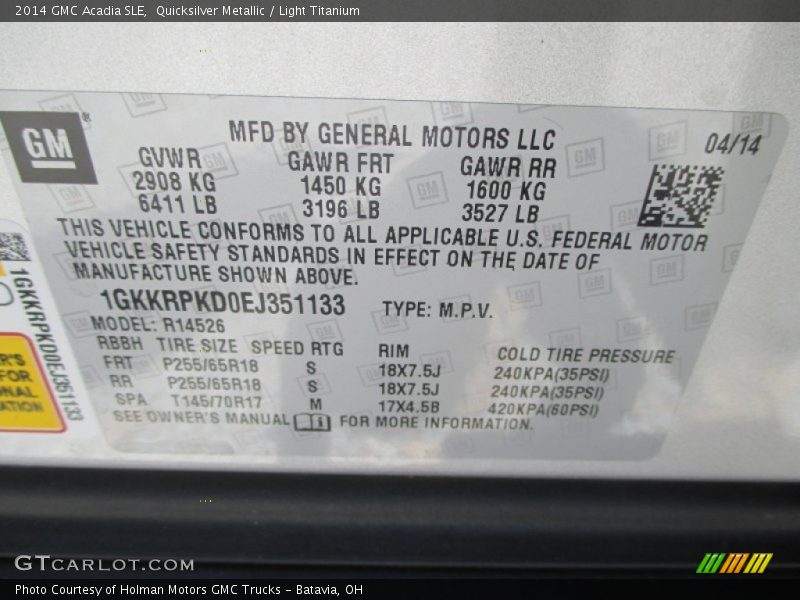 2014 GMC Acadia SLE,  Quicksilver Metallic / Light Titanium
GM ®
MFD BY GENERAL MOTORS LLC
04/14
GVWR GAWR FRT GAWR RR
2908 KG 1450 KG 1600 KG
6411 LB 3196 LB 3527 LB
THIS VEHICLE CONFORMS TO ALL APPLICABLE U.S. FEDERAL MOTOR
VEHICLE SAFETY STANDARDS IN EFFECT ON THE DATE OF
MANUFACTURE SHOWN ABOVE.
1GKKRPKD0EJ351133 TYPE: M.P.V.
MODEL: R14526
RBBH TIRE SIZE SPEED RTG RIM COLD TIRE PRESSURE
FRT P255/65R18 S 18X7.5J 240KPA(35PSI)
RR P255/65R18 S 18X7.5J 240KPA(35PSI)
SPA T145/70R17 M 17X4.5B 420KPA(60PSI)
SEE OWNER'S MANUAL FOR MORE INFORMATION.
1GKKRPKD0EJ351133
GTCARLOT.COM
Photo Courtesy of Holman Motors GMC Trucks – Batavia, OH